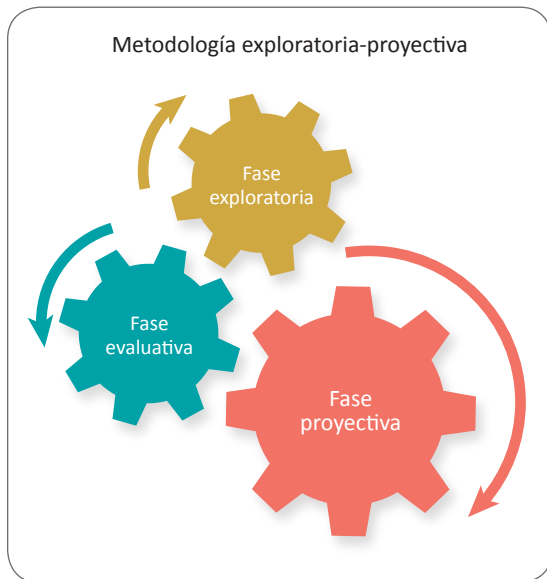 Metodología exploratoria-proyectiva
Fase
exploratoria
Fase
evaluativa
Fase
proyectiva